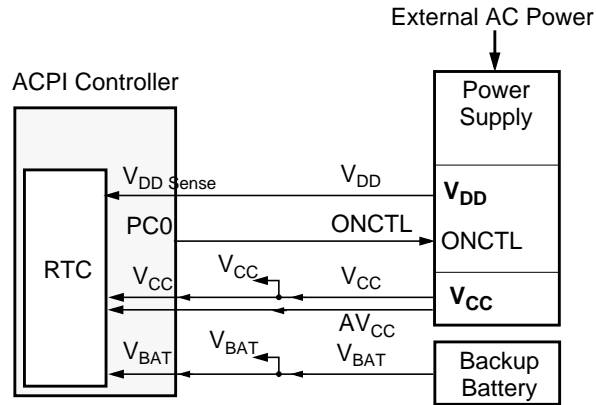 External AC Power
ACPI Controller
Power
Supply
VDD Sense
VDD
VDD
PC0
ONCTL
ONCTL
RTC
VCC
VCC
VCC
VCC
AVCC
VBAT
VBAT
VBAT
Backup
Battery